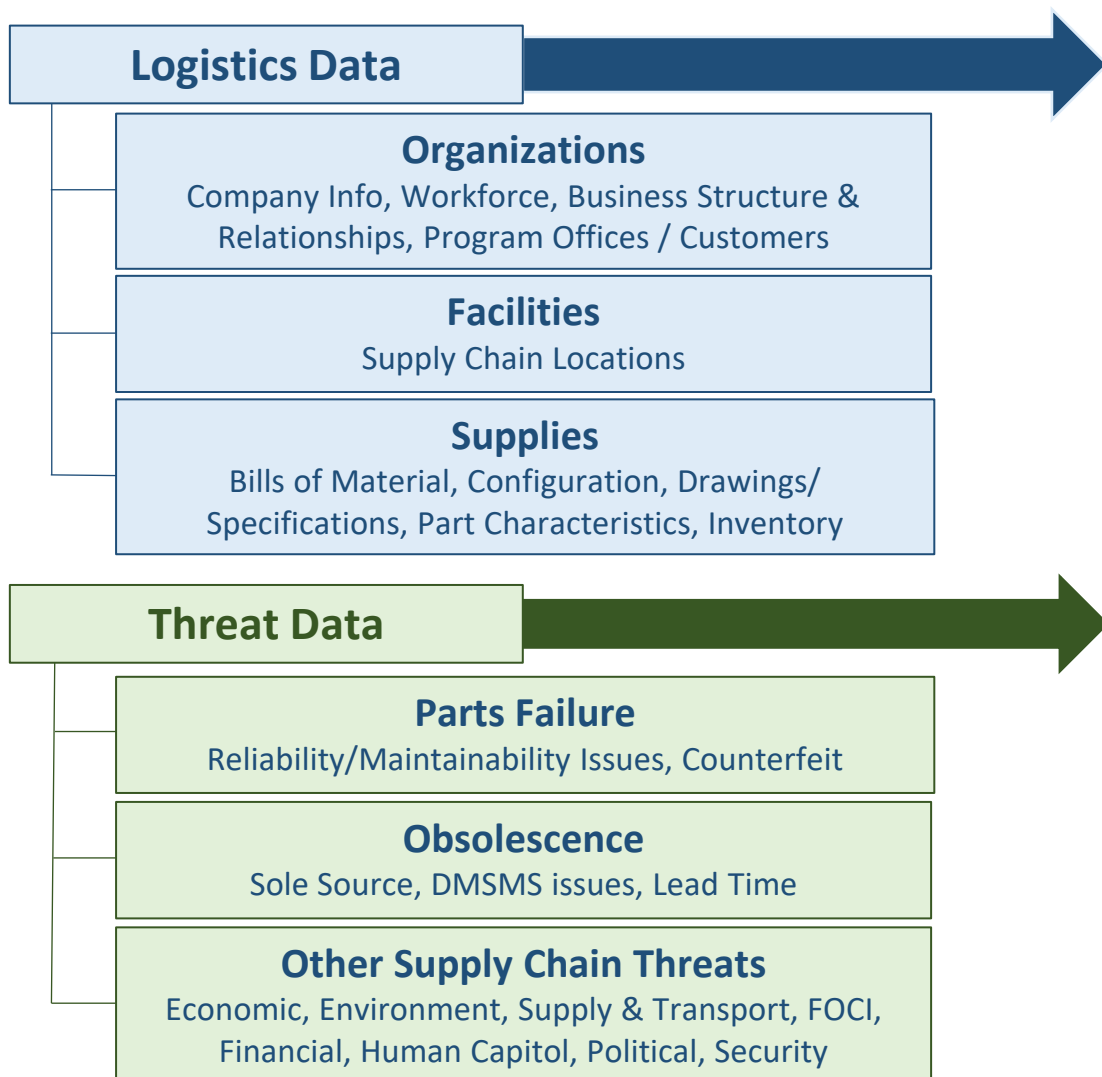 Logistics Data
Organizations
Company Info, Workforce, Business Structure &
Relationships, Program Offices / Customers
Facilities
Supply Chain Locations
Supplies
Bills of Material, Configuration, Drawings/
Specifications, Part Characteristics, Inventory
Threat Data
Parts Failure
Reliability/Maintainability Issues, Counterfeit
Obsolescence
Sole Source, DMSMS issues, Lead Time
Other Supply Chain Threats
Economic, Environment, Supply & Transport, FOCI,
Financial, Human Capitol, Political, Security